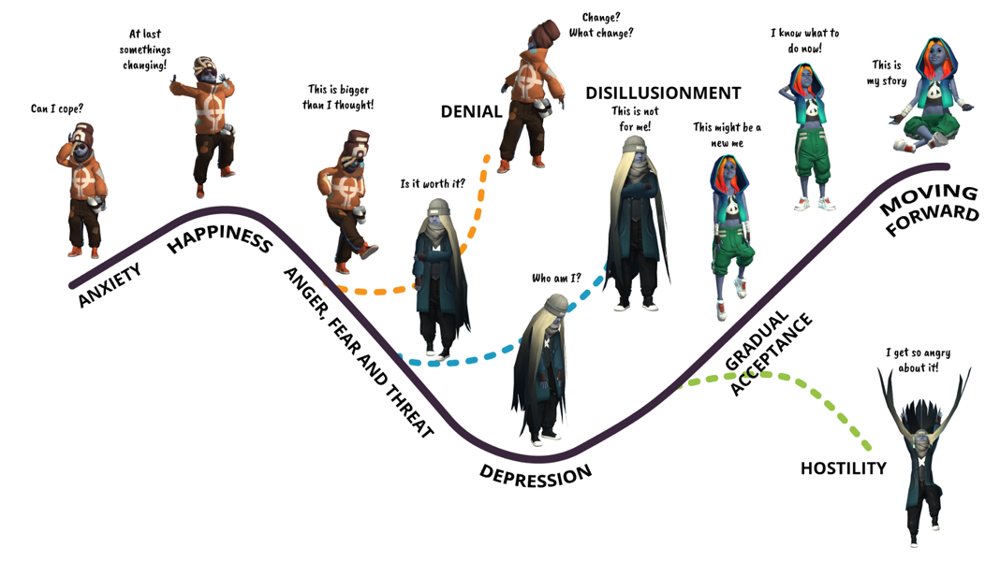 Can I cope?
At last
somethings
changing!
This is bigger
than I thought!
Is it worth it?
Change?
What change?
DENIAL
DISILLUSIONMENT
This is not
for me!
Who am I?
This might be a
new me
I know what to
do now!
This is
my story
ANXIETY
HAPPINESS
ANGER, FEAR AND THREAT
DEPRESSION
GRADUAL
ACCEPTANCE
MOVING
FORWARD
I get so angry
about it!
HOSTILITY